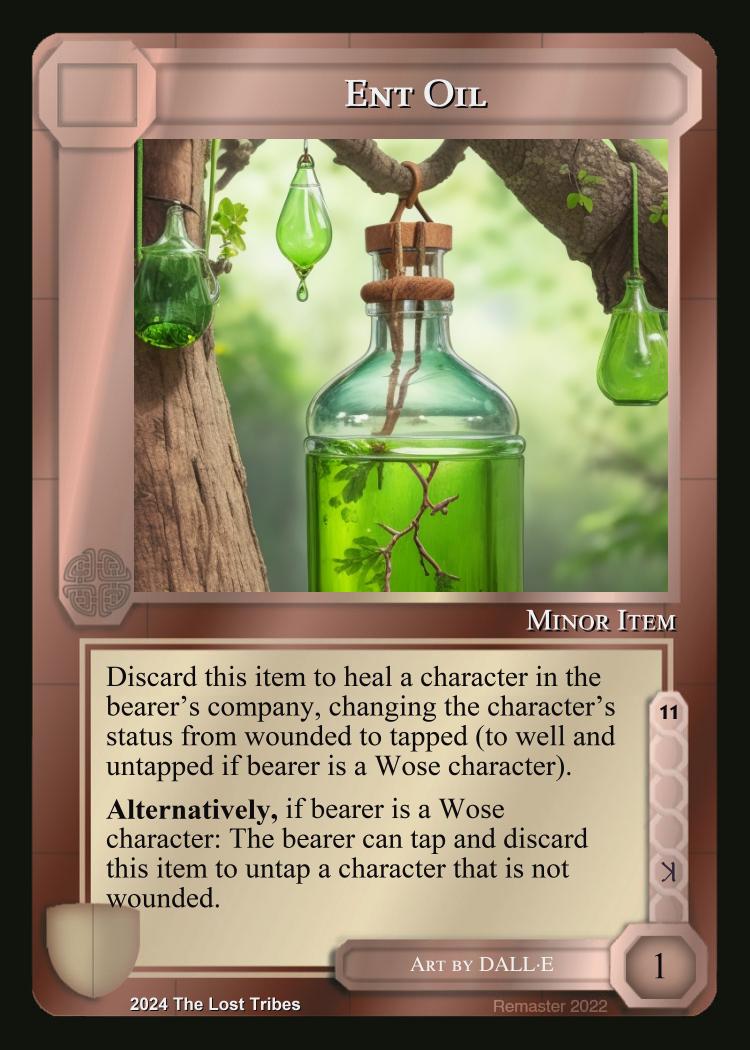 Ent Oil
Minor Item
Discard this item to heal a character in the
bearer’s company, changing the character’s
status from wounded to tapped (to well and
untapped if bearer is a Wose character).
Alternatively, if bearer is a Wose
character: The bearer can tap and discard
this item to untap a character that is not
wounded.
11
Art by DALL·E
1
2024 The Lost Tribes
Remaster 2022